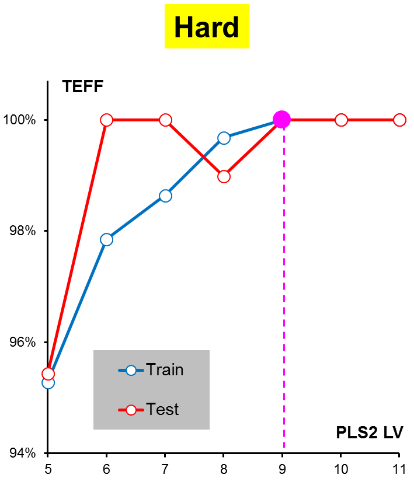 Hard
TEFF
100%
98%
96%
94%
Train
Test
PLS2 LV
5 6 7 8 9 10 11